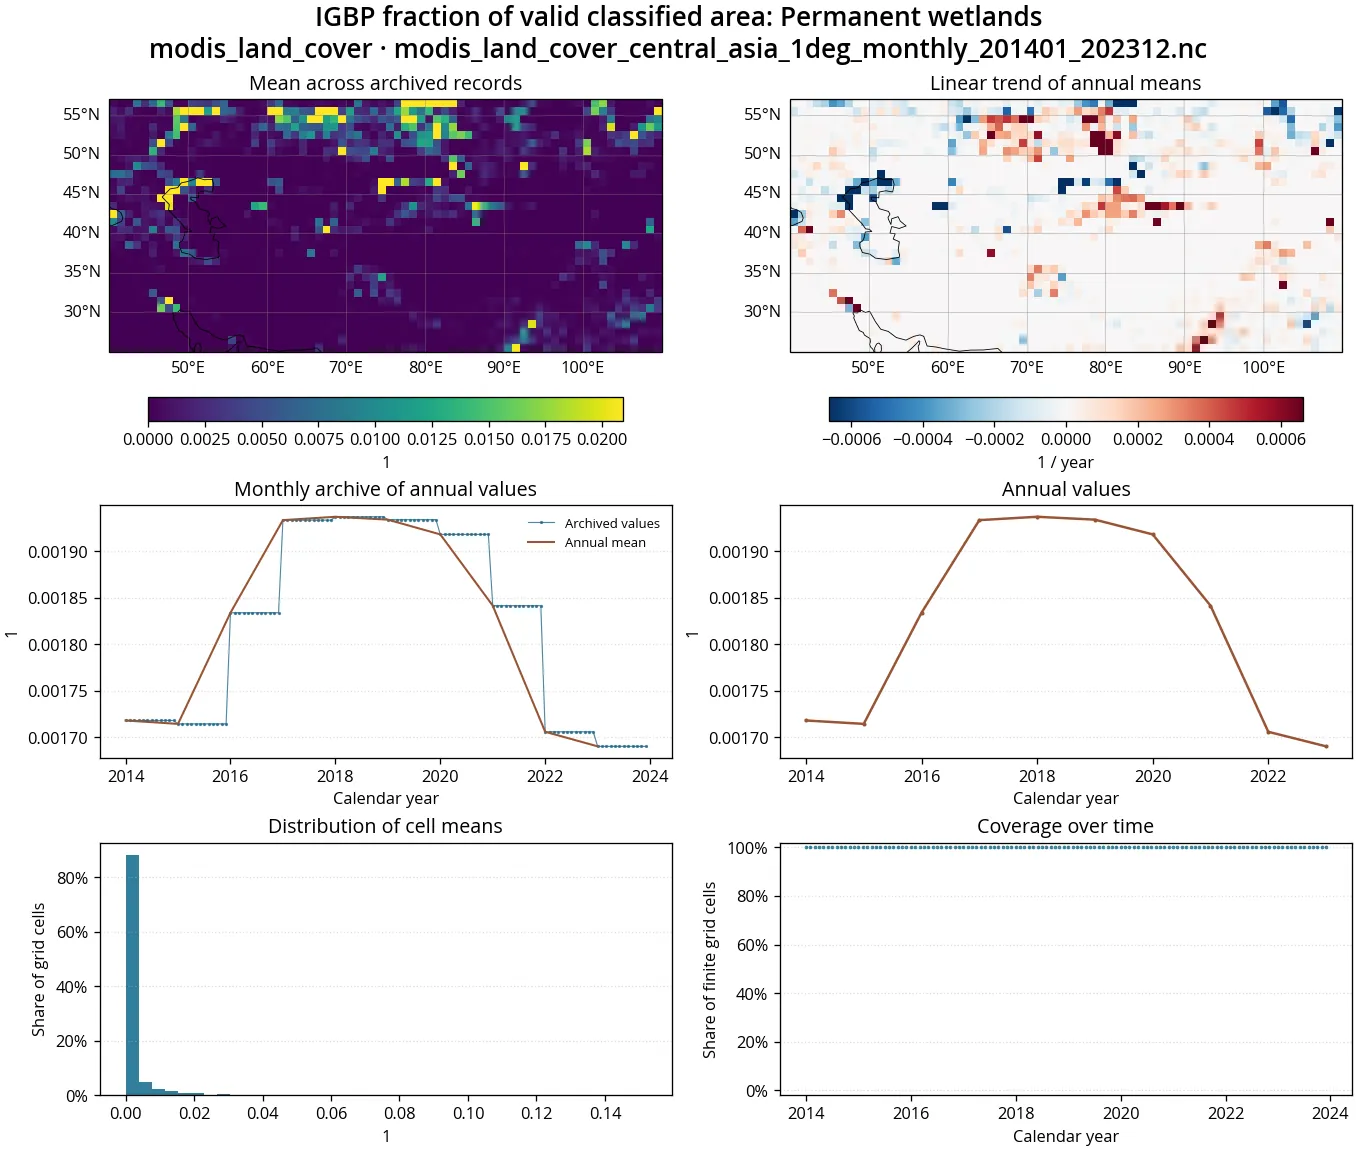 IGBP fraction of valid classified area: Permanent wetlands
modis_land_cover · modis_land_cover_central_asia_1deg_monthly_201401_202312.nc
Mean across archived records
Linear trend of annual means
55°N
50°N
45°N
40°N
35°N
30°N
50°E 60°E 70°E 80°E 90°E 100°E
55°N
50°N
45°N
40°N
35°N
30°N
50°E 60°E 70°E 80°E 90°E 100°E
0.0000 0.0025 0.0050 0.0075 0.0100 0.0125 0.0150 0.0175 0.0200
1
−0.0006 −0.0004 −0.0002 0.0000 0.0002 0.0004 0.0006
1 / year
Monthly archive of annual values
Archived values
Annual mean
0.00190
0.00185
0.00180
0.00175
0.00170
1
2014 2016 2018 2020 2022 2024
Calendar year
Annual values
0.00190
0.00185
0.00180
0.00175
0.00170
1
2014 2016 2018 2020 2022
Calendar year
Distribution of cell means
Share of grid cells
80%
60%
40%
20%
0%
0.00 0.02 0.04 0.06 0.08 0.10 0.12 0.14
1
Coverage over time
Share of finite grid cells
100%
80%
60%
40%
20%
0%
2014 2016 2018 2020 2022 2024
Calendar year